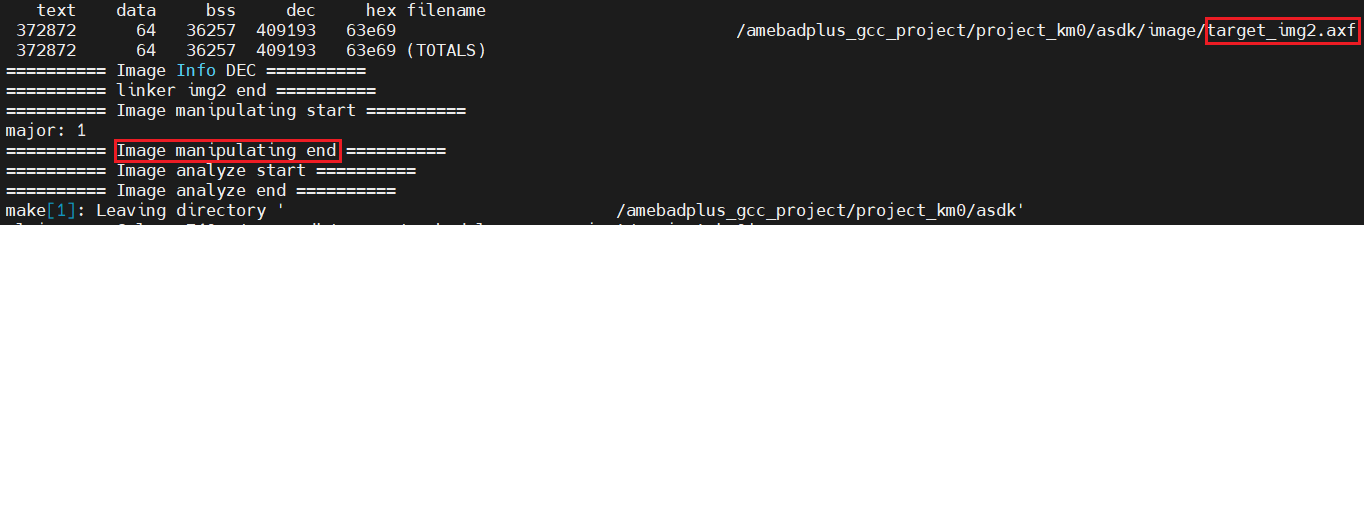 text data bss dec hex filename
372872 64 36257 409193 63e69 /amebadplus_gcc_project/project_km0/asdk/image/target_img2.axf
372872 64 36257 409193 63e69 (TOTALS)
========== Image Info DEC ==========
========== linker img2 end ==========
========== Image manipulating start ==========
major: 1
========== Image manipulating end ==========
========== Image analyze start ==========
========== Image analyze end ==========
make[1]: Leaving directory ' /amebadplus_gcc_project/project_km0/asdk'